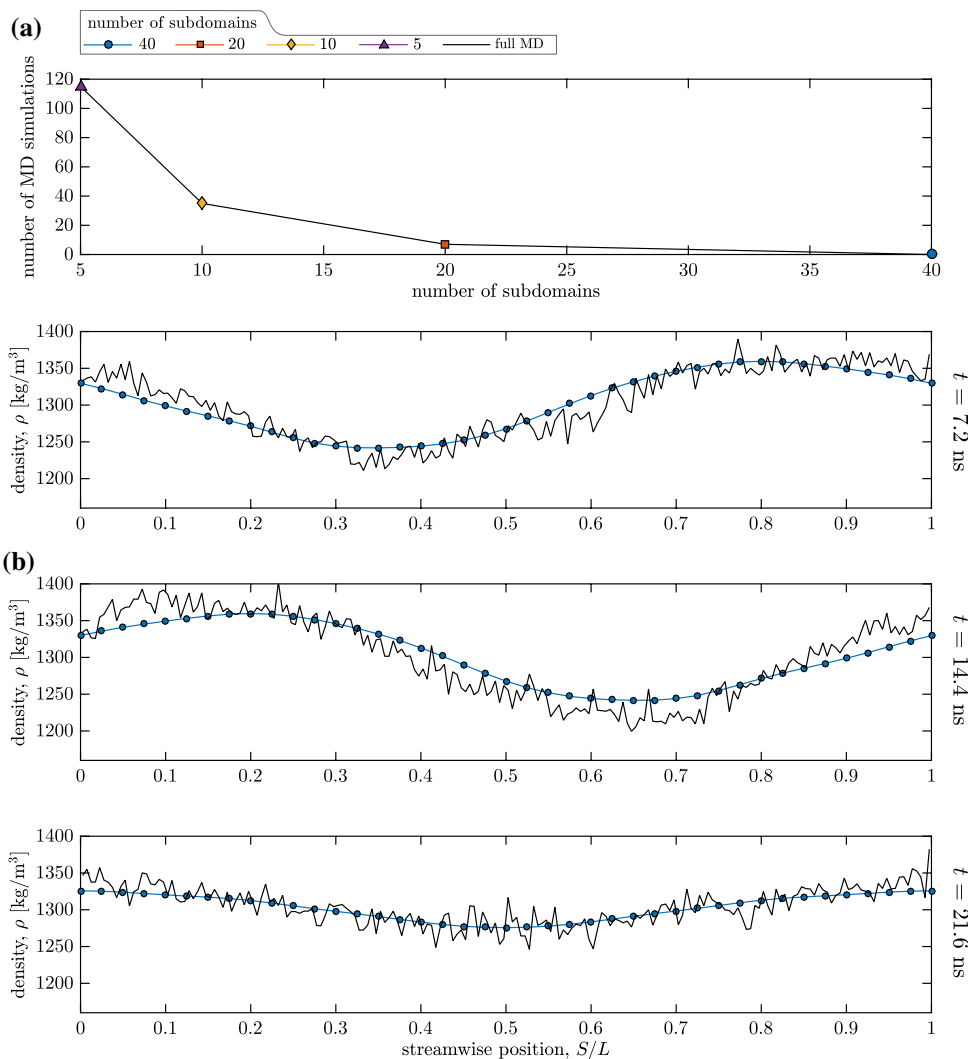 (a)
number of subdomains
40 20 10 5 full MD
number of MD simulations
120
100
80
60
40
20
0
5 10 15 20 25 30 35 40
number of subdomains
density, ρ [kg/m³]
1400
1350
1300
1250
1200
0 0.1 0.2 0.3 0.4 0.5 0.6 0.7 0.8 0.9 1
t = 7.2 ns
(b)
density, ρ [kg/m³]
1400
1350
1300
1250
1200
0 0.1 0.2 0.3 0.4 0.5 0.6 0.7 0.8 0.9 1
t = 14.4 ns
density, ρ [kg/m³]
1400
1350
1300
1250
1200
0 0.1 0.2 0.3 0.4 0.5 0.6 0.7 0.8 0.9 1
t = 21.6 ns
streamwise position, S/L